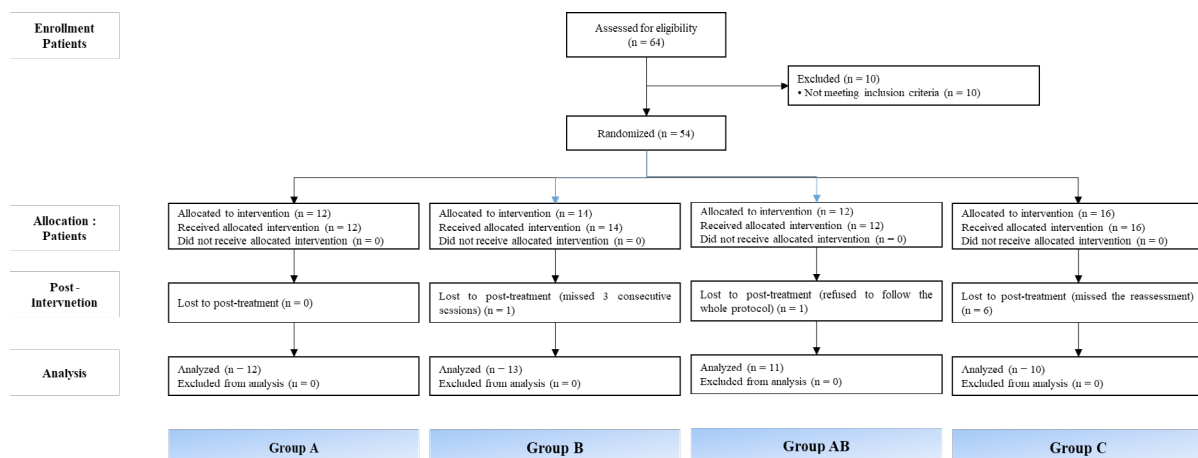 Enrollment
Patients
Assessed for eligibility
(n = 64)
Excluded (n = 10)
• Not meeting inclusion criteria (n = 10)
Randomized (n = 54)
Allocation :
Patients
Allocated to intervention (n = 12)
Received allocated intervention (n = 12)
Did not receive allocated intervention (n = 0)
Allocated to intervention (n = 14)
Received allocated intervention (n = 14)
Did not receive allocated intervention (n = 0)
Allocated to intervention (n = 12)
Received allocated intervention (n = 12)
Did not receive allocated intervention (n = 0)
Allocated to intervention (n = 16)
Received allocated intervention (n = 16)
Did not receive allocated intervention (n = 0)
Post -
Intervnetion
Lost to post-treatment (n = 0)
Lost to post-treatment (missed 3 consecutive
sessions) (n = 1)
Lost to post-treatment (refused to follow the
whole protocol) (n = 1)
Lost to post-treatment (missed the reassessment)
(n = 6)
Analysis
Analyzed (n = 12)
Excluded from analysis (n = 0)
Analyzed (n = 13)
Excluded from analysis (n = 0)
Analyzed (n = 11)
Excluded from analysis (n = 0)
Analyzed (n = 10)
Excluded from analysis (n = 0)
Group A
Group B
Group AB
Group C